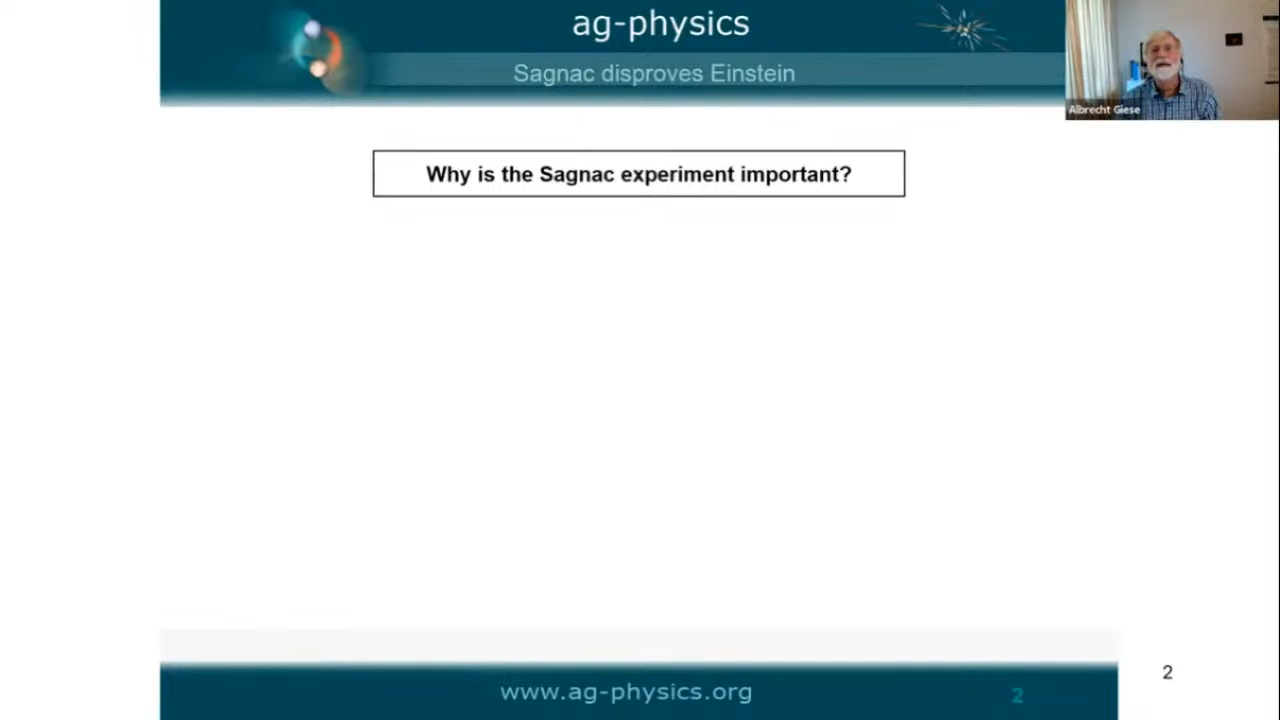 ag-physics
Sagnac disproves Einstein
Albrecht Giese
Why is the Sagnac experiment important?
www.ag-physics.org
2
2